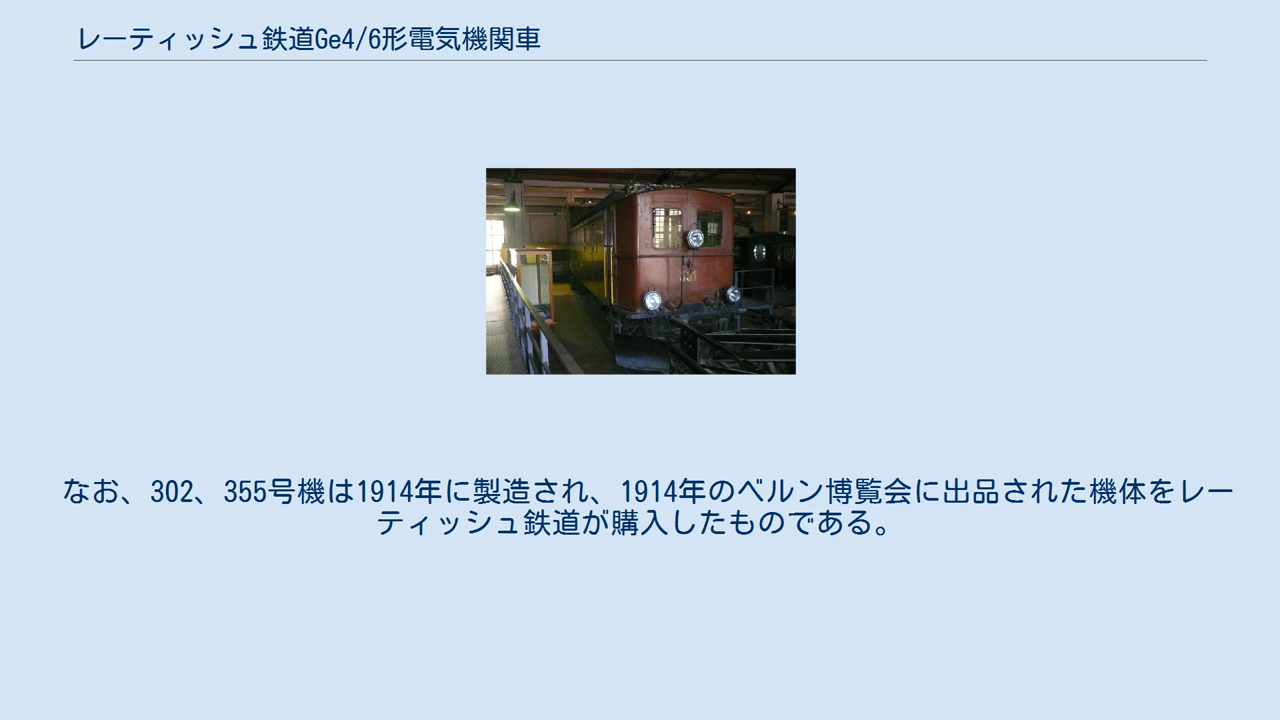 レーティッシュ鉄道Ge4/6形電気機関車
なお、302、355号機は1914年に製造され、1914年のベルン博覧会に出品された機体をレー
ティッシュ鉄道が購入したものである。